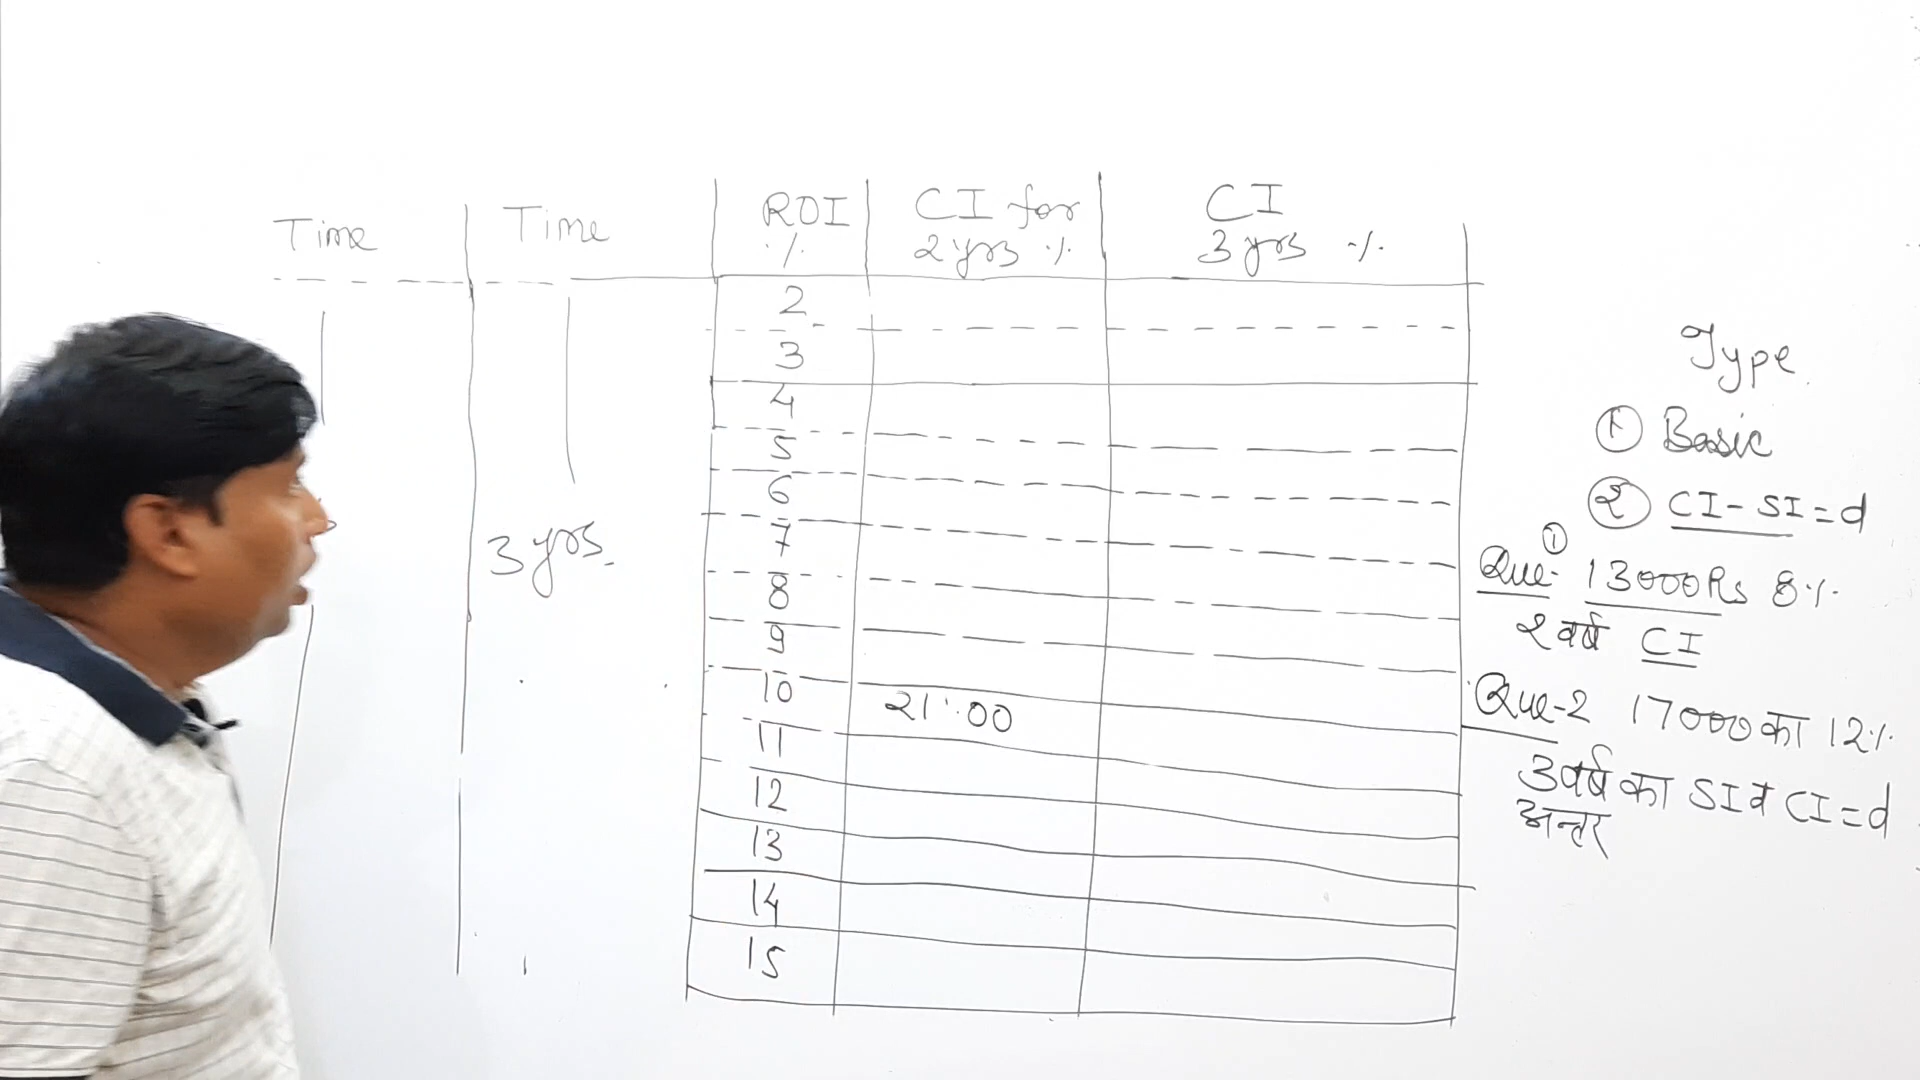 Time
Time
3 yrs.
ROI %
CI for 2 yrs %
CI 3 yrs %
2
3
4
5
6
7
8
9
10 21.00
11
12
13
14
15
Type
① Basic
② CI - SI = d
Que-① 13000 Rs 8%
2 वर्ष CI
Que-2 17000 का 12%
3 वर्ष का SI व CI = d
अन्तर